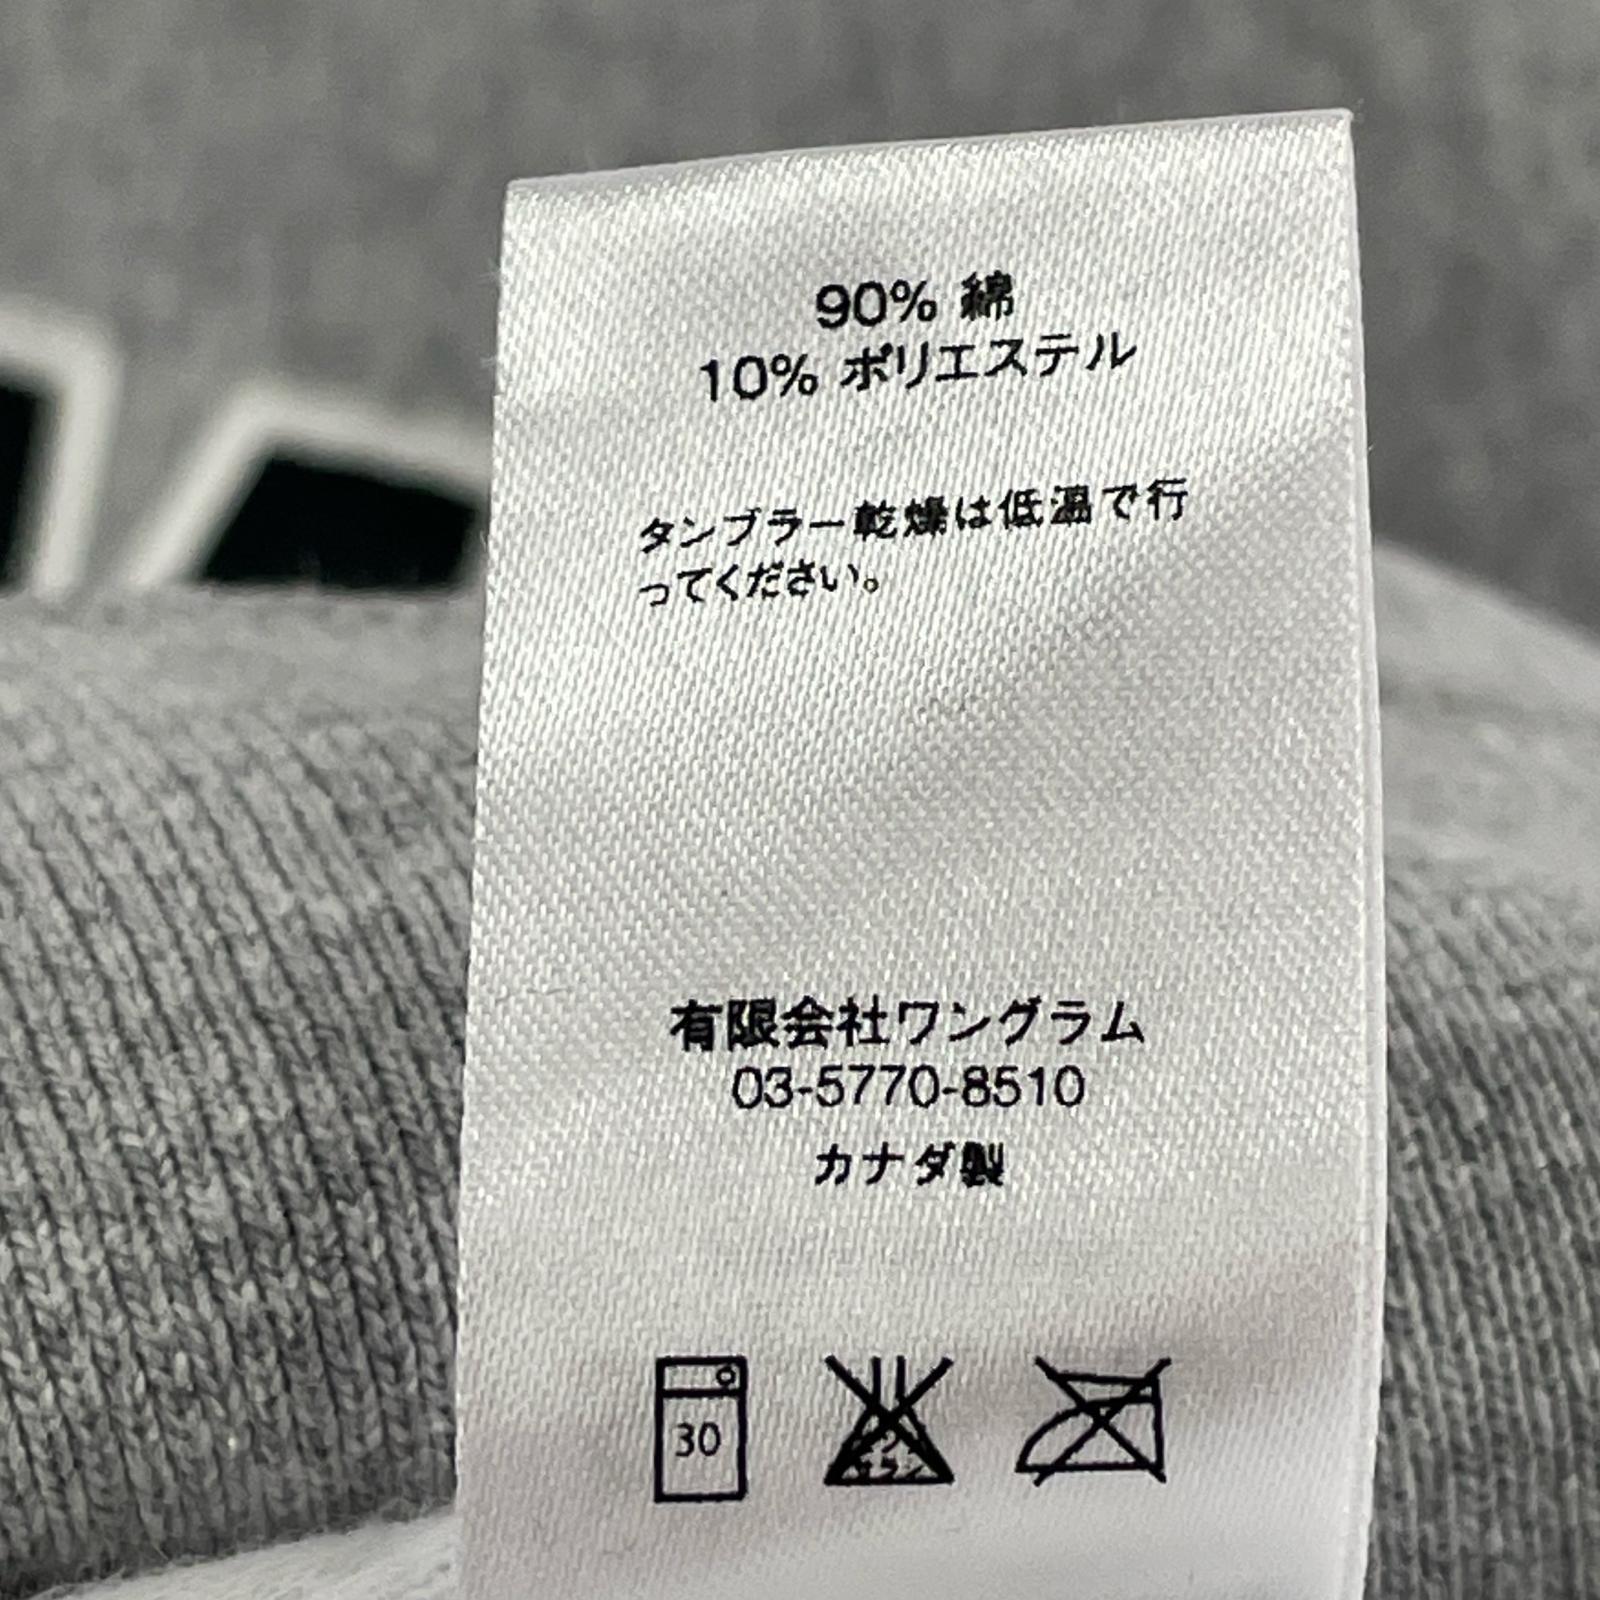 90% 綿
10% ポリエステル
タンブラー乾燥は低温で行
ってください。
有限会社ワングラム
03-5770-8510
カナダ製
30